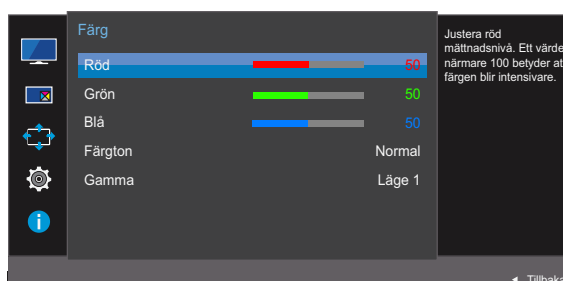 Färg
Röd 50
Grön 50
Blå 50
Färgton Normal
Gamma Läge 1
Justera röd
mättnadsnivå. Ett värde
närmare 100 betyder at
färgen blir intensivare.
Tillbaka